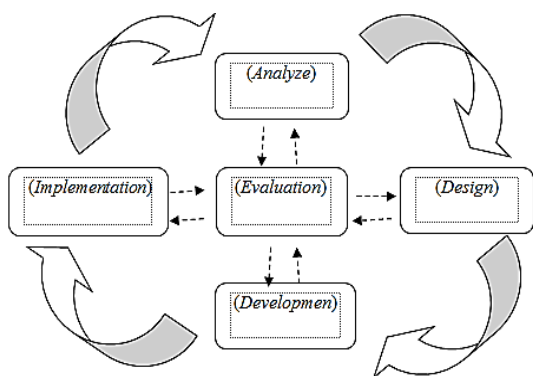 (Analyze)
(Implementation)
(Evaluation)
(Design)
(Developmen)